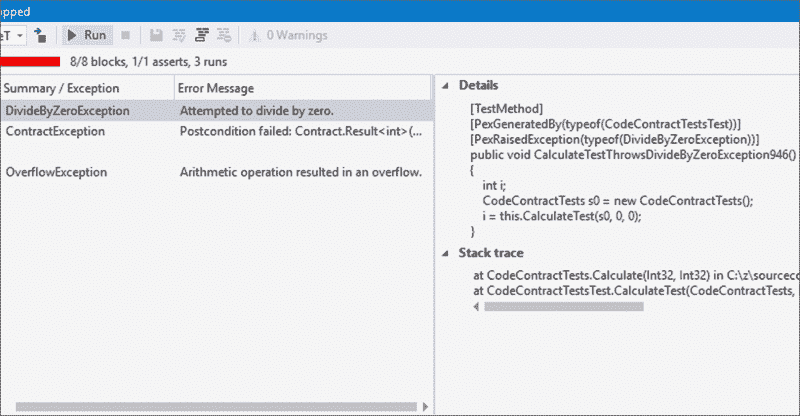 Run
0 Warnings
8/8 blocks, 1/1 asserts, 3 runs
Summary / Exception Error Message
DivideByZeroException Attempted to divide by zero.
ContractException Postcondition failed: Contract.Result<int>(...
OverflowException Arithmetic operation resulted in an overflow.
Details
[TestMethod]
[PexGeneratedBy(typeof(CodeContractTestsTest))]
[PexRaisedException(typeof(DivideByZeroException))]
public void CalculateTestThrowsDivideByZeroException946()
{
int i;
CodeContractTests s0 = new CodeContractTests();
i = this.CalculateTest(s0, 0, 0);
}
Stack trace
at CodeContractTests.Calculate(Int32, Int32) in C:\z\sourcecc
at CodeContractTestsTest.CalculateTest(CodeContractTests,